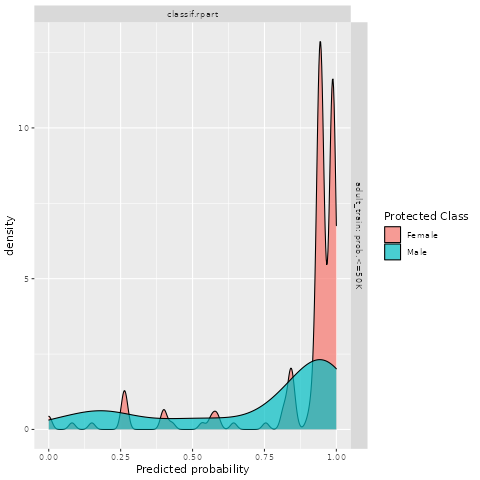 classif.rpart
density
10
5
0
adult_train: prob.<=50K
0.00 0.25 0.50 0.75 1.00
Predicted probability
Protected Class
Female
Male